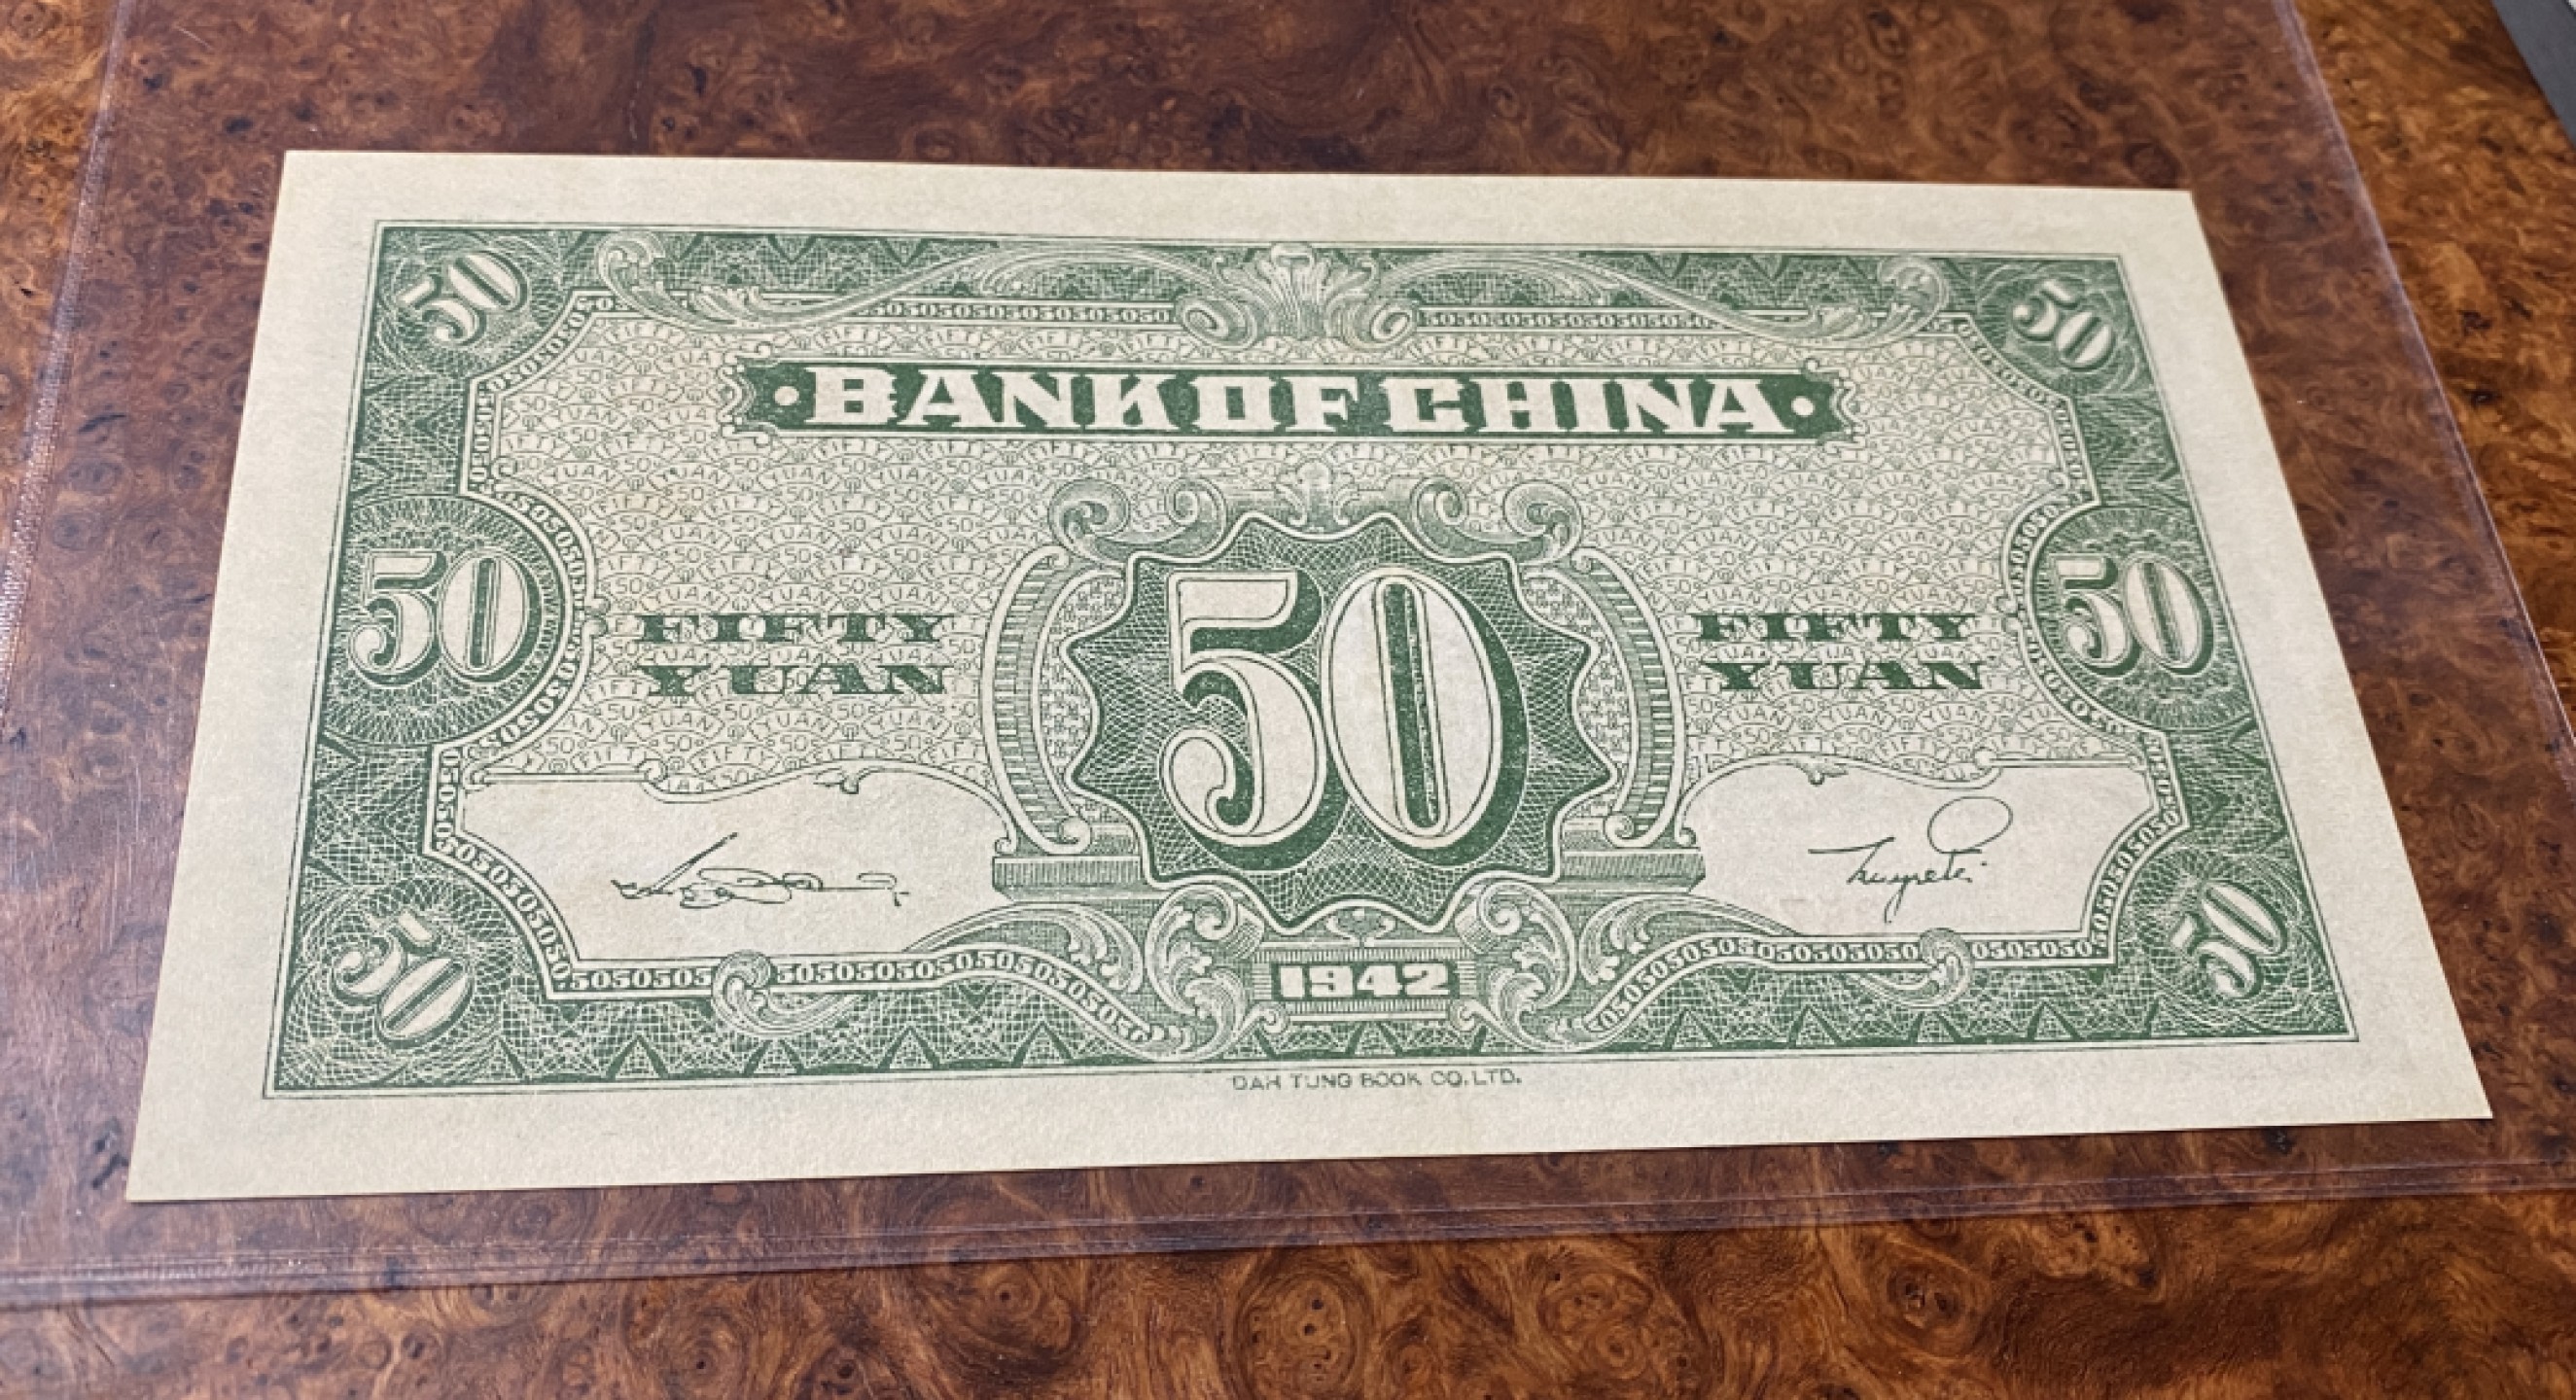 50 50
·BANK OF CHINA·
50 50 50
FIFTY FIFTY
YUAN YUAN
50 50
1942
DAH TUNG BOOK CO. LTD.